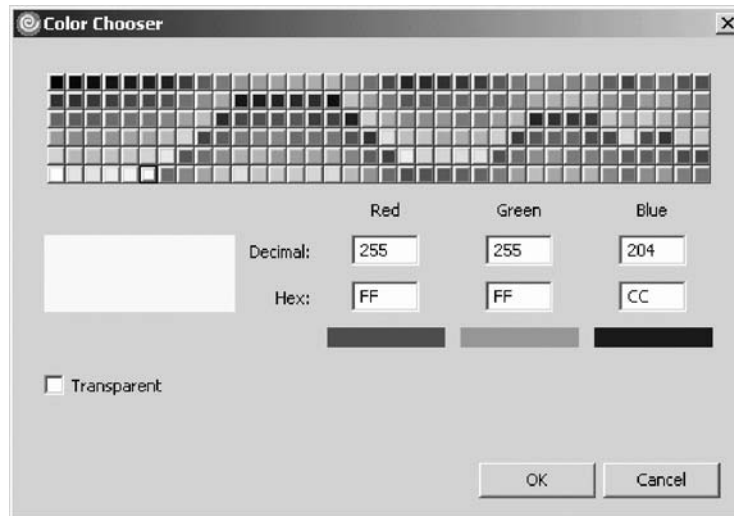 Color Chooser
Red Green Blue
Decimal: 255 255 204
Hex: FF FF CC
Transparent
OK Cancel